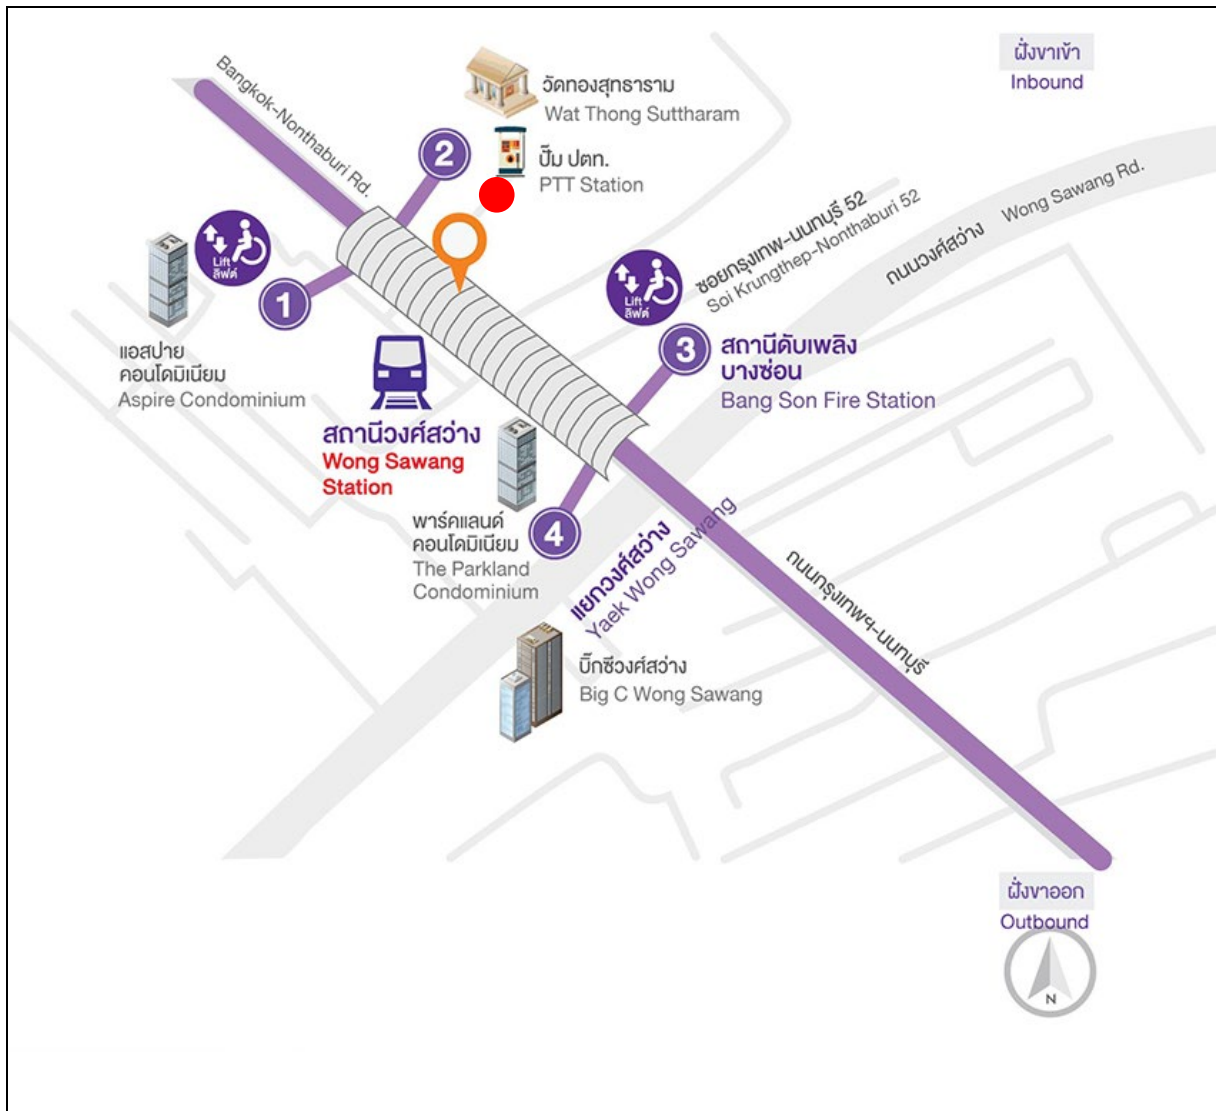 ฝั่งขาเข้า
Inbound
Bangkok-Nonthaburi Rd.
วัดทองสุทธาราม
Wat Thong Suttharam
2
ปั๊ม ปตท.
PTT Station
ซอยกรุงเทพ-นนทบุรี 52
Soi Krungthep-Nonthaburi 52
ถนนวงศ์สว่าง
Wong Sawang Rd.
Lift
ลิฟต์
1
Lift
ลิฟต์
3
สถานีดับเพลิง
บางซ่อน
Bang Son Fire Station
แอสปาย
คอนโดมิเนียม
Aspire Condominium
สถานีวงศ์สว่าง
Wong Sawang
Station
พาร์คแลนด์
คอนโดมิเนียม
The Parkland
Condominium
4
แยกวงศ์สว่าง
Yaek Wong Sawang
ถนนกรุงเทพฯ-นนทบุรี
บิ๊กซีวงศ์สว่าง
Big C Wong Sawang
ฝั่งขาออก
Outbound
N